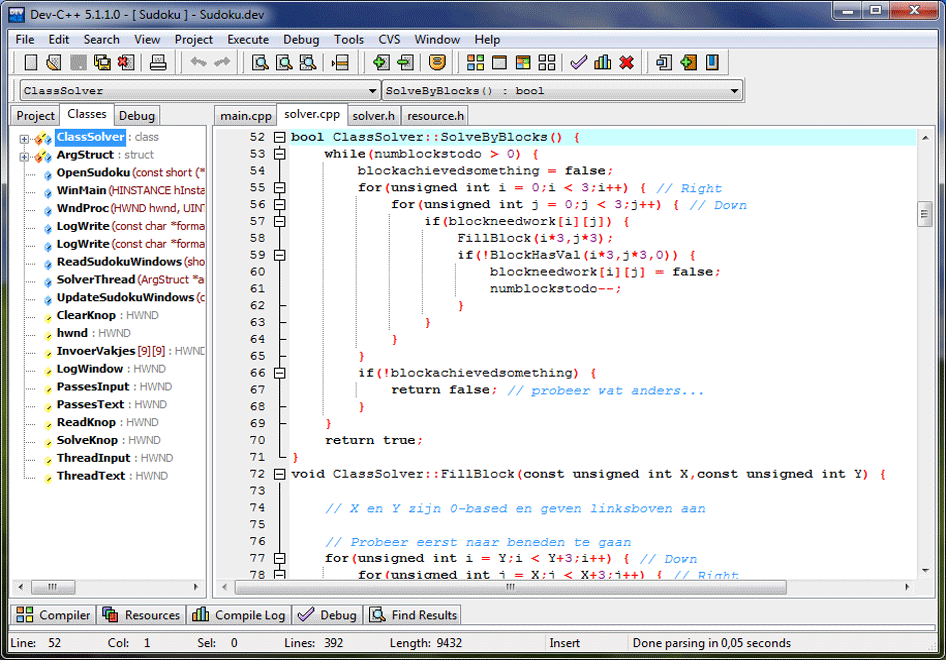 Dev-C++ 5.1.1.0 - [ Sudoku ] - Sudoku.dev
File Edit Search View Project Execute Debug Tools CVS Window Help
ClassSolver SolveByBlocks() : bool
Project Classes Debug
main.cpp solver.cpp solver.h resource.h
ClassSolver : class
ArgStruct : struct
OpenSudoku (const short (*
WinMain (HINSTANCE hInsta
WndProc (HWND hwnd, UINT
LogWrite (const char *forma
LogWrite (const char *forma
ReadSudokuWindows (sho
SolverThread (ArgStruct *a
UpdateSudokuWindows (c
ClearKnop : HWND
hwnd : HWND
InvoerVakjes [9][9] : HWND
LogWindow : HWND
PassesInput : HWND
PassesText : HWND
ReadKnop : HWND
SolveKnop : HWND
ThreadInput : HWND
ThreadText : HWND
52 bool ClassSolver::SolveByBlocks() {
53 while(numblockstodo > 0) {
54 blockachievedsomething = false;
55 for(unsigned int i = 0;i < 3;i++) { // Right
56 for(unsigned int j = 0;j < 3;j++) { // Down
57 if(blockneedwork[i][j]) {
58 FillBlock(i*3,j*3);
59 if(!BlockHasVal(i*3,j*3,0)) {
60 blockneedwork[i][j] = false;
61 numblockstodo--;
62 }
63 }
64 }
65 }
66 if(!blockachievedsomething) {
67 return false; // probeer wat anders...
68 }
69 }
70 return true;
71 }
72 void ClassSolver::FillBlock(const unsigned int X,const unsigned int Y) {
73
74 // X en Y zijn 0-based en geven linksboven aan
75
76 // Probeer eerst naar beneden te gaan
77 for(unsigned int i = Y;i < Y+3;i++) { // Down
78 for(unsigned int j = X;j < X+3;j++) { // Right
Compiler Resources Compile Log Debug Find Results
Line: 52 Col: 1 Sel: 0 Lines: 392 Length: 9432 Insert Done parsing in 0,05 seconds